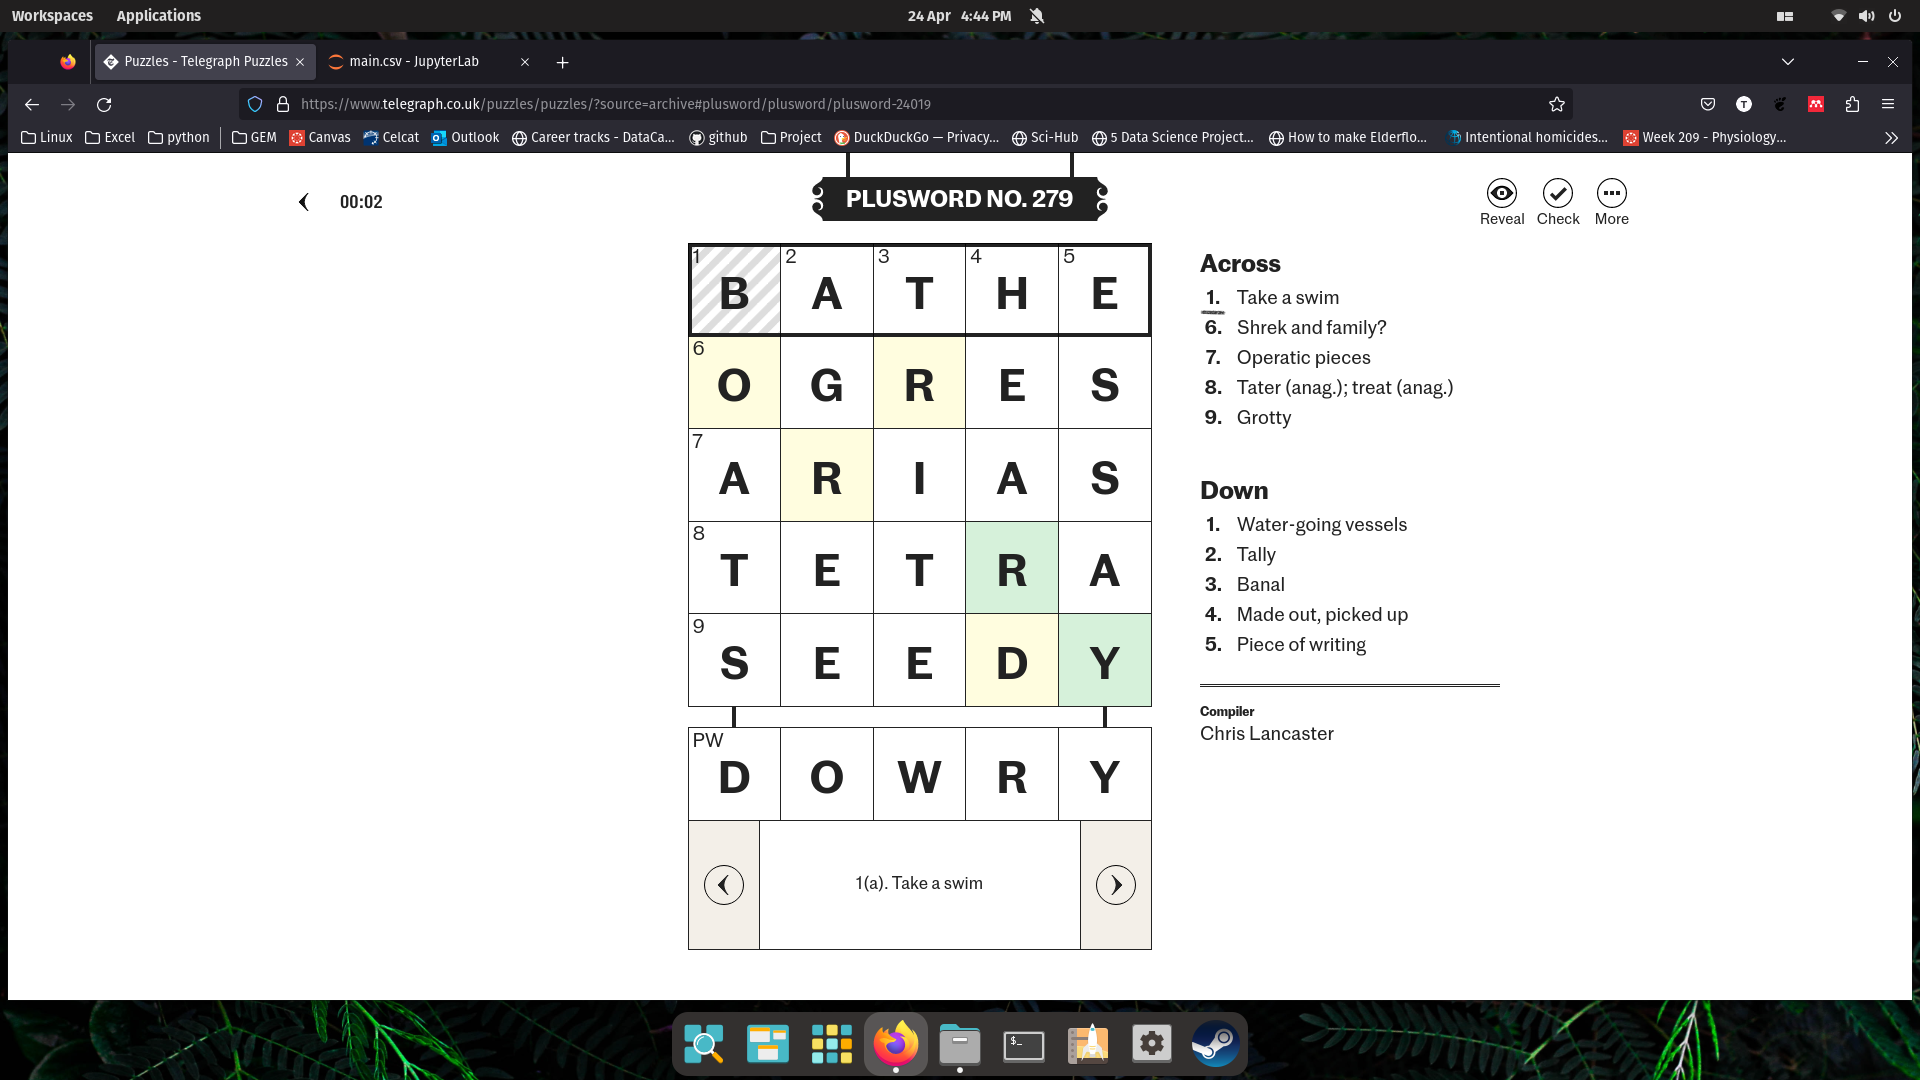 Workspaces Applications 24 Apr 4:44 PM
Puzzles - Telegraph Puzzles main.csv - JupyterLab
https://www.telegraph.co.uk/puzzles/puzzles/?source=archive#plusword/plusword/plusword-24019
Linux Excel python GEM Canvas Celcat Outlook Career tracks - DataCa... github Project DuckDuckGo — Privacy... Sci-Hub 5 Data Science Project... How to make Elderflo... Intentional homicides... Week 209 - Physiology...
00:02
PLUSWORD NO. 279
Reveal Check More
1 B 2 A 3 T 4 H 5 E
6 O G R E S
7 A R I A S
8 T E T R A
9 S E E D Y
PW D O W R Y
1(a). Take a swim
Across
1. Take a swim
6. Shrek and family?
7. Operatic pieces
8. Tater (anag.); treat (anag.)
9. Grotty
Down
1. Water-going vessels
2. Tally
3. Banal
4. Made out, picked up
5. Piece of writing
Compiler
Chris Lancaster